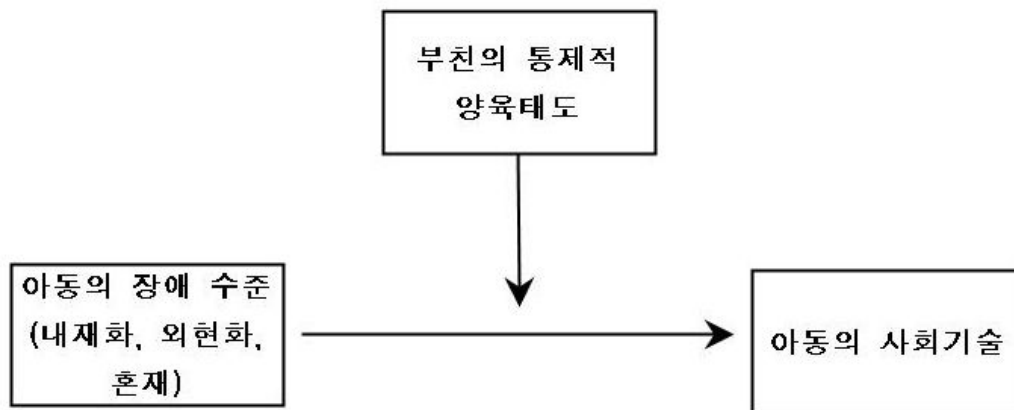 부친의 통제적
양육태도
아동의 장애 수준
(내재화, 외현화,
혼재)
아동의 사회기술